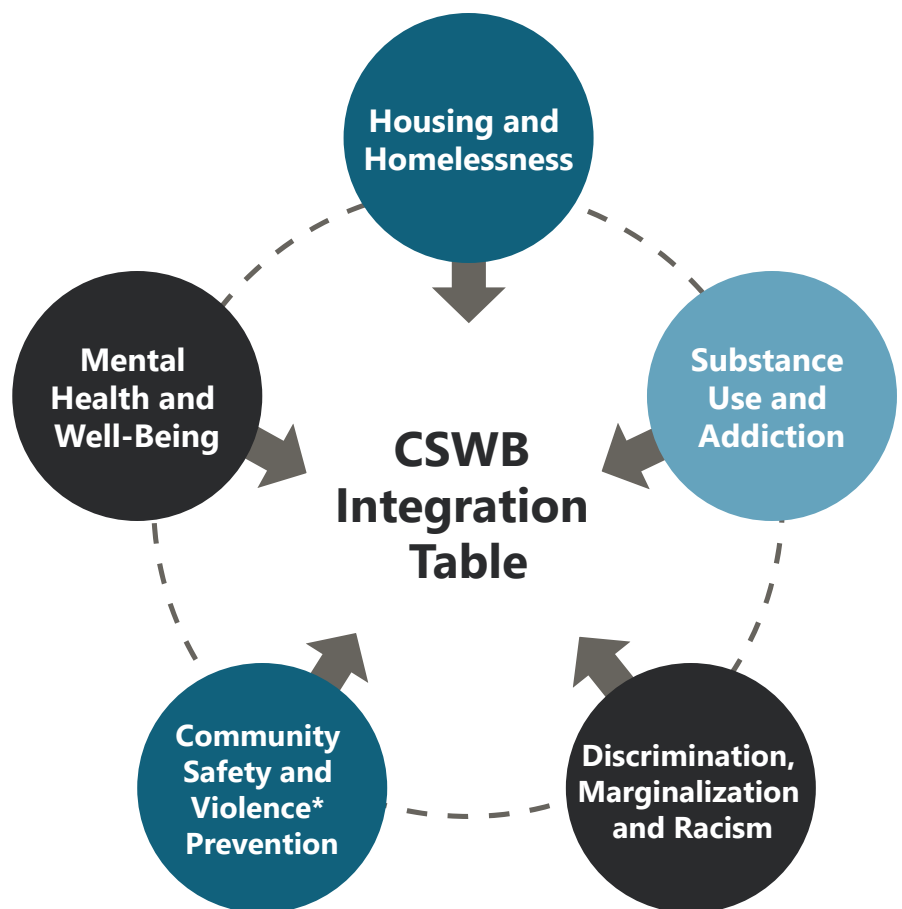 Housing and
Homelessness
Mental
Health and
Well-Being
Substance
Use and
Addiction
CSWB
Integration
Table
Community
Safety and
Violence*
Prevention
Discrimination,
Marginalization
and Racism